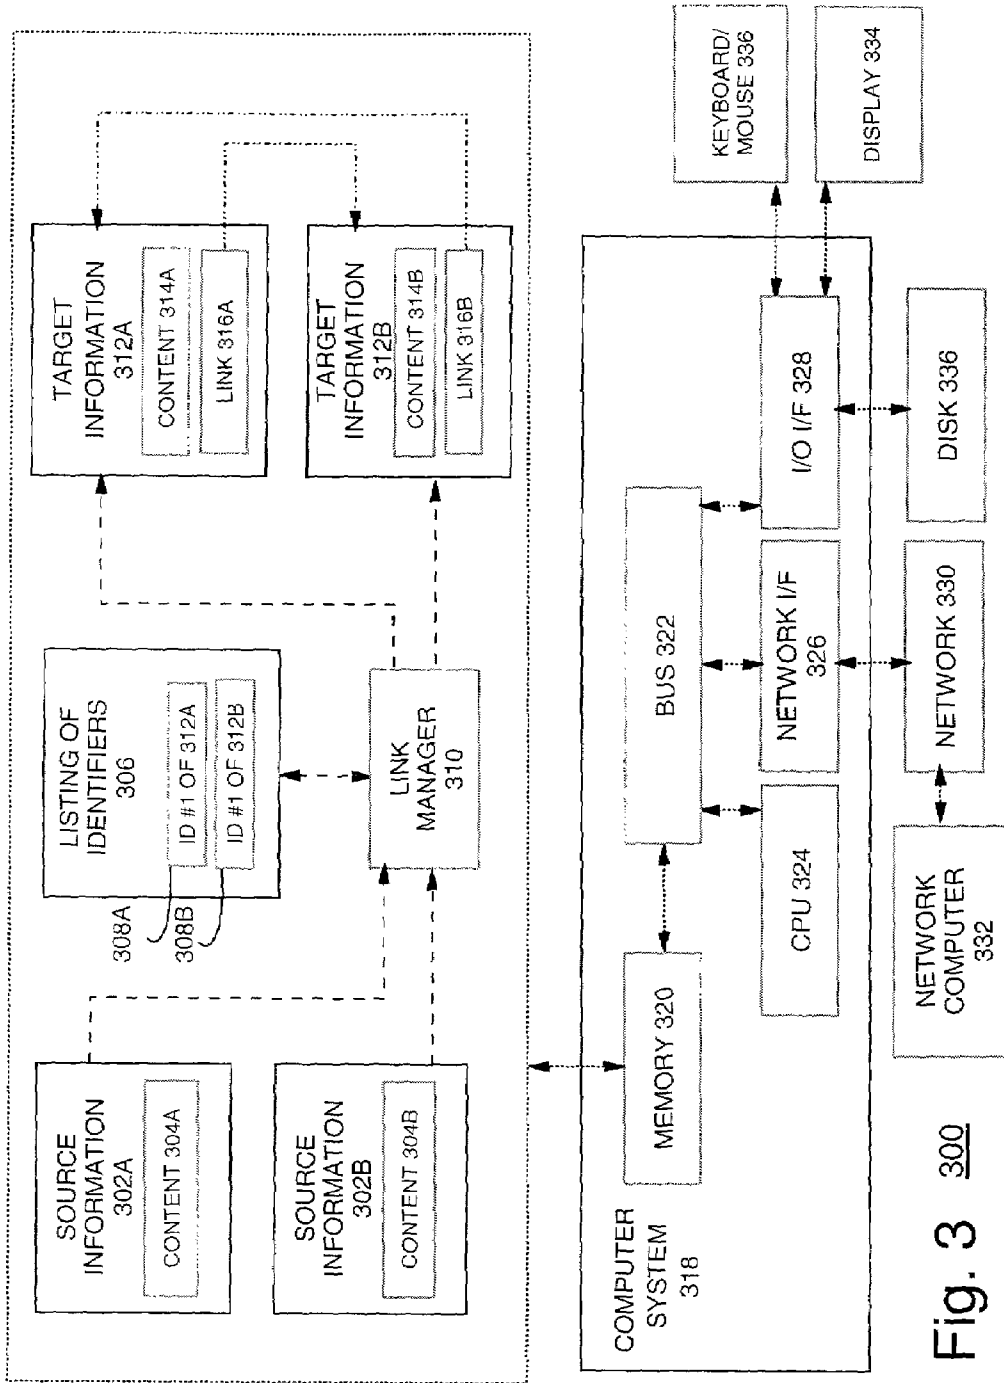 SOURCE
INFORMATION
302A
CONTENT 304A
SOURCE
INFORMATION
302B
CONTENT 304B
308A
308B
LISTING OF
IDENTIFIERS
306
ID #1 OF 312A
ID #1 OF 312B
LINK
MANAGER
310
TARGET
INFORMATION
312A
CONTENT 314A
LINK 316A
TARGET
INFORMATION
312B
CONTENT 314B
LINK 316B
COMPUTER
SYSTEM
318
MEMORY 320
BUS 322
CPU 324
NETWORK I/F
326
I/O I/F 328
KEYBOARD/
MOUSE 336
DISPLAY 334
NETWORK
COMPUTER
332
NETWORK 330
DISK 336
Fig. 3 300